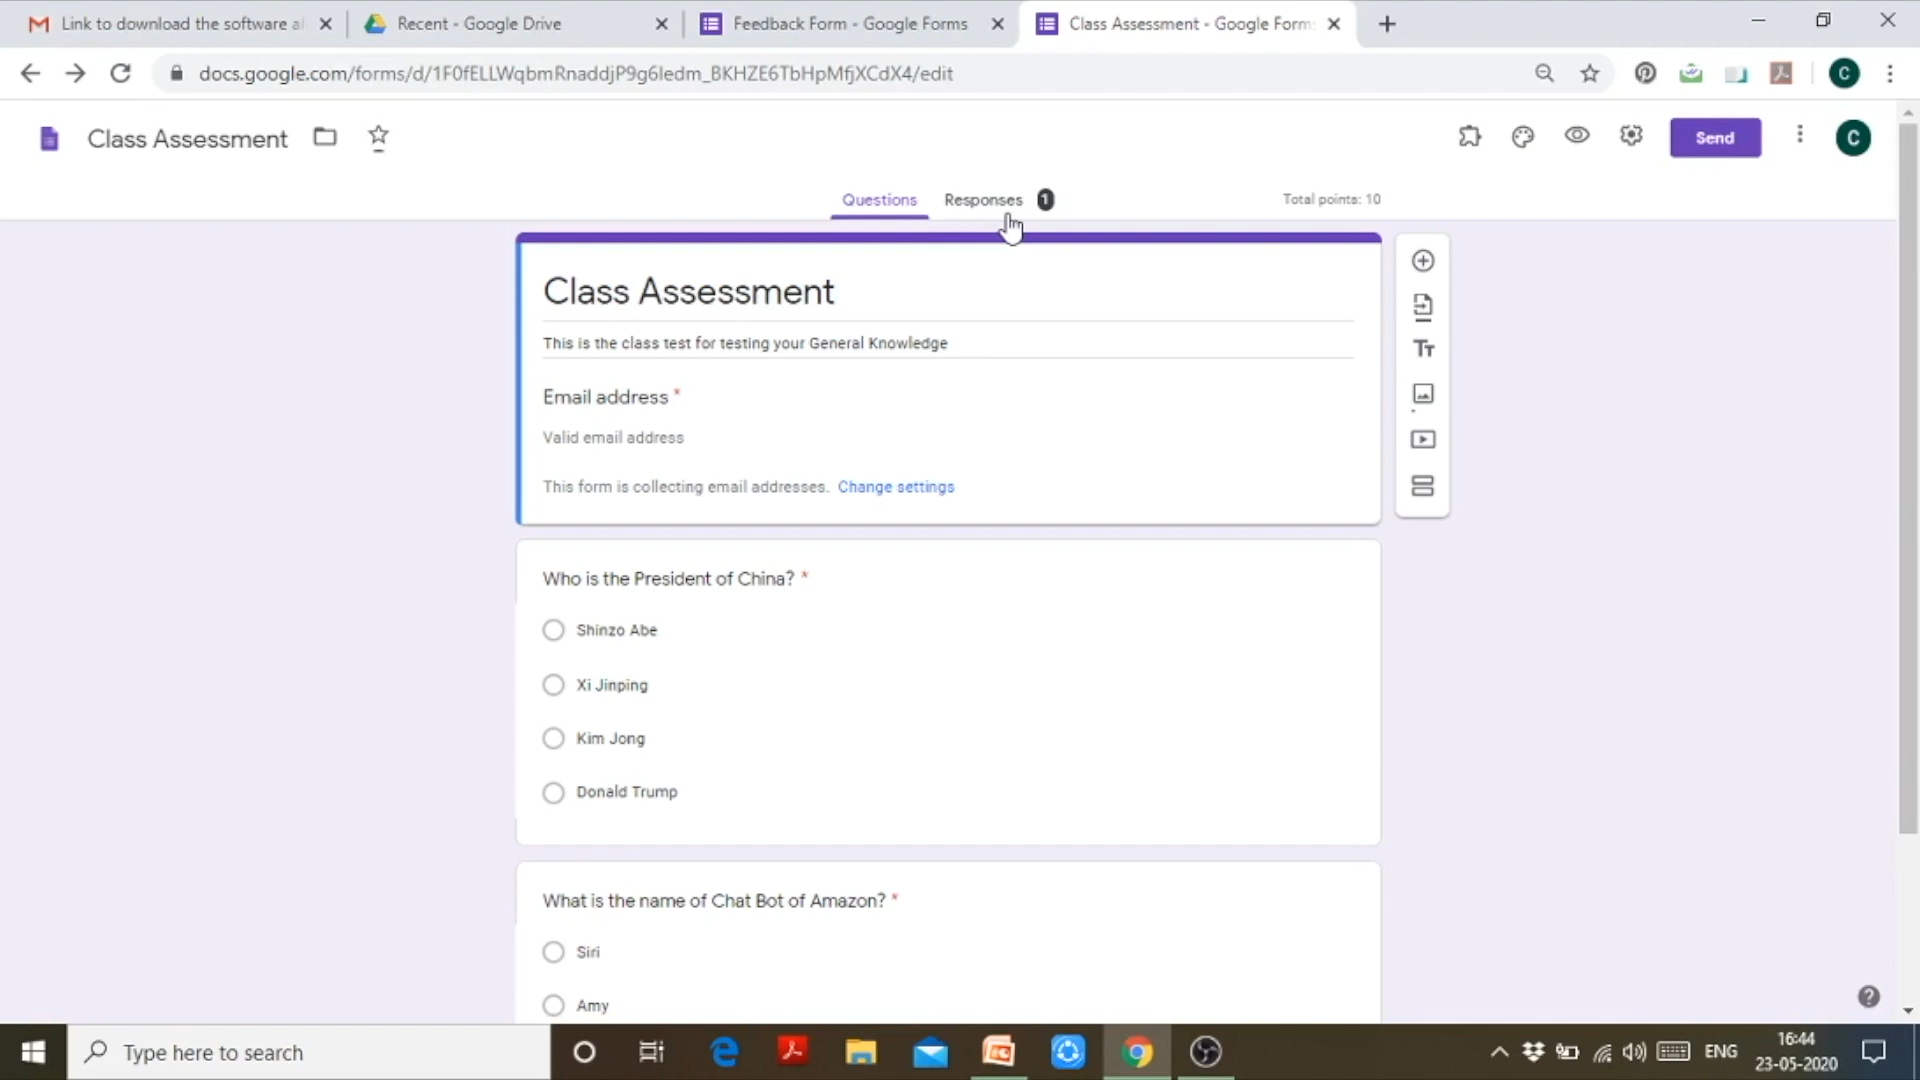 Link to download the software al
Recent - Google Drive
Feedback Form - Google Forms
Class Assessment - Google Form
docs.google.com/forms/d/1F0fELLWqbmRnaddjP9g6Iedm_BKHZE6TbHpMfjXCdX4/edit
C
Class Assessment
Send
C
Questions
Responses 1
Total points: 10
Class Assessment
This is the class test for testing your General Knowledge
Email address *
Valid email address
This form is collecting email addresses. Change settings
Tт
Who is the President of China? *
Shinzo Abe
Xi Jinping
Kim Jong
Donald Trump
What is the name of Chat Bot of Amazon? *
Siri
Amy
Type here to search
ENG
16:44
23-05-2020